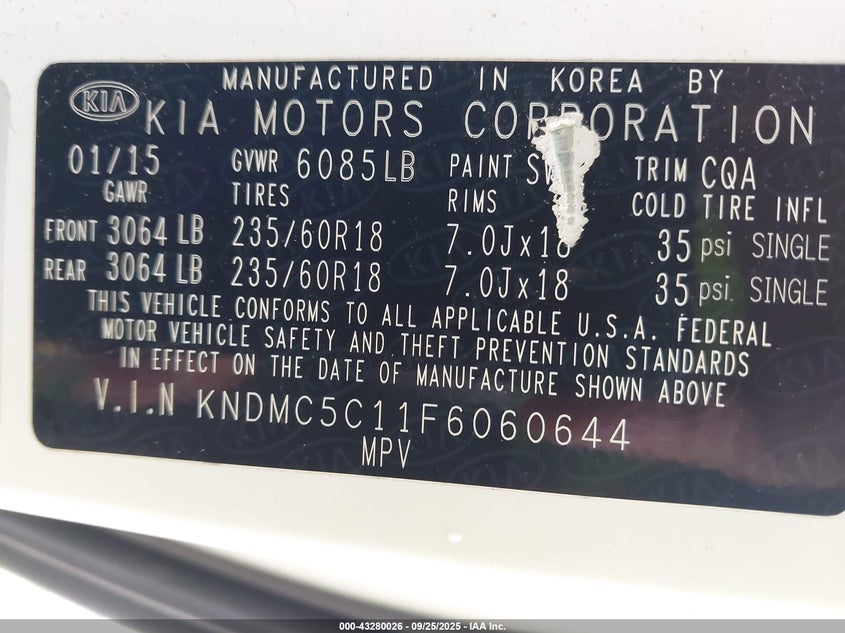 MANUFACTURED IN KOREA BY
KIA KIA MOTORS CORPORATION
01/15 GVWR 6085LB PAINT TRIM CQA
GAWR TIRES RIMS COLD TIRE INFL
FRONT 3064 LB 235/60R18 7.0Jx18 35 psi SINGLE
REAR 3064 LB 235/60R18 7.0Jx18 35 psi. SINGLE
THIS VEHICLE CONFORMS TO ALL APPLICABLE U.S.A. FEDERAL
MOTOR VEHICLE SAFETY AND THEFT PREVENTION STANDARDS
IN EFFECT ON THE DATE OF MANUFACTURE SHOWN ABOVE
V.I.N KNDMC5C11F6060644
MPV
000-43280026 - 09/25/2025 - IAA Inc.